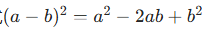 (a − b)² = a² − 2ab + b²